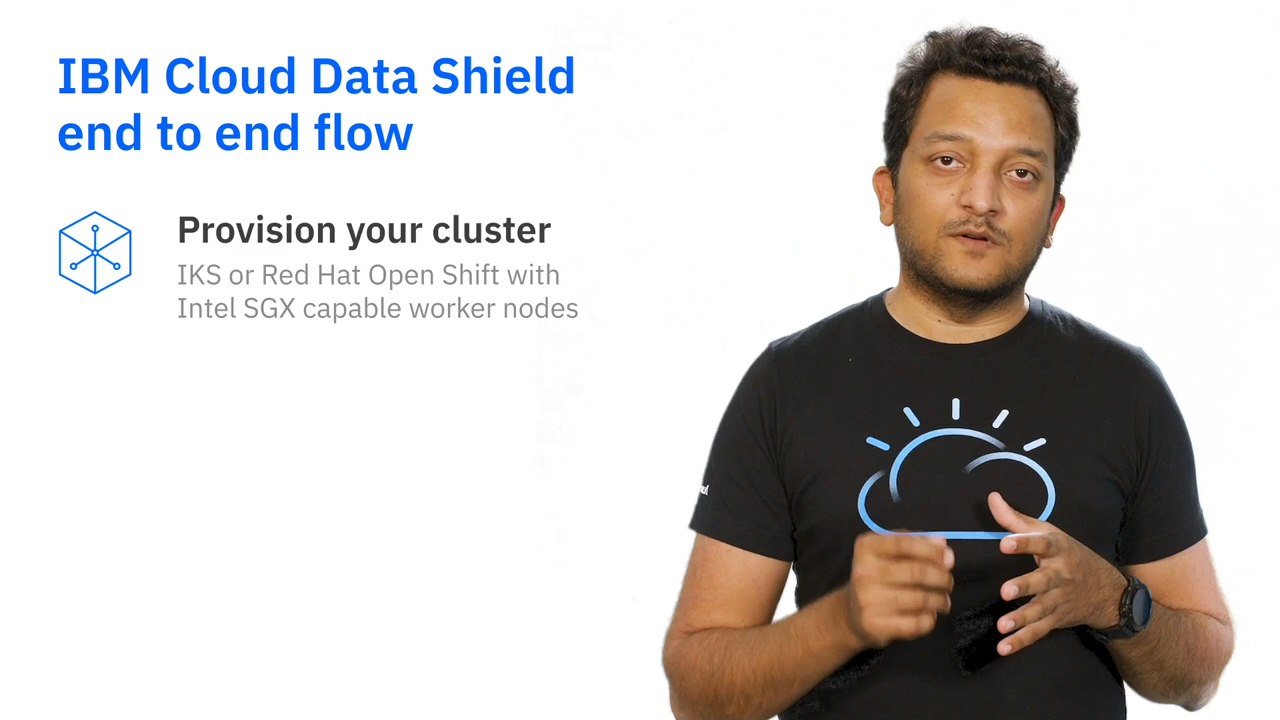 IBM Cloud Data Shield
end to end flow
Provision your cluster
IKS or Red Hat Open Shift with
Intel SGX capable worker nodes